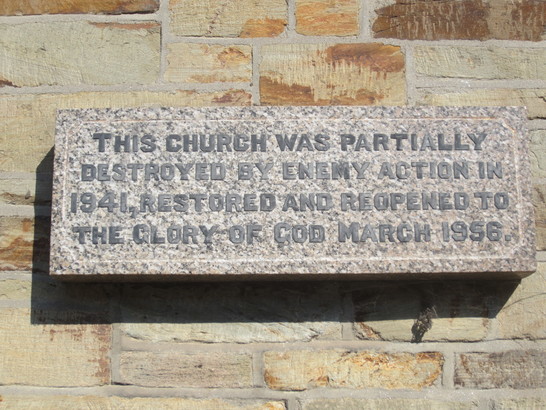 THIS CHURCH WAS PARTIALLY
DESTROYED BY ENEMY ACTION IN
1941, RESTORED AND REOPENED TO
THE GLORY OF GOD MARCH 1956.